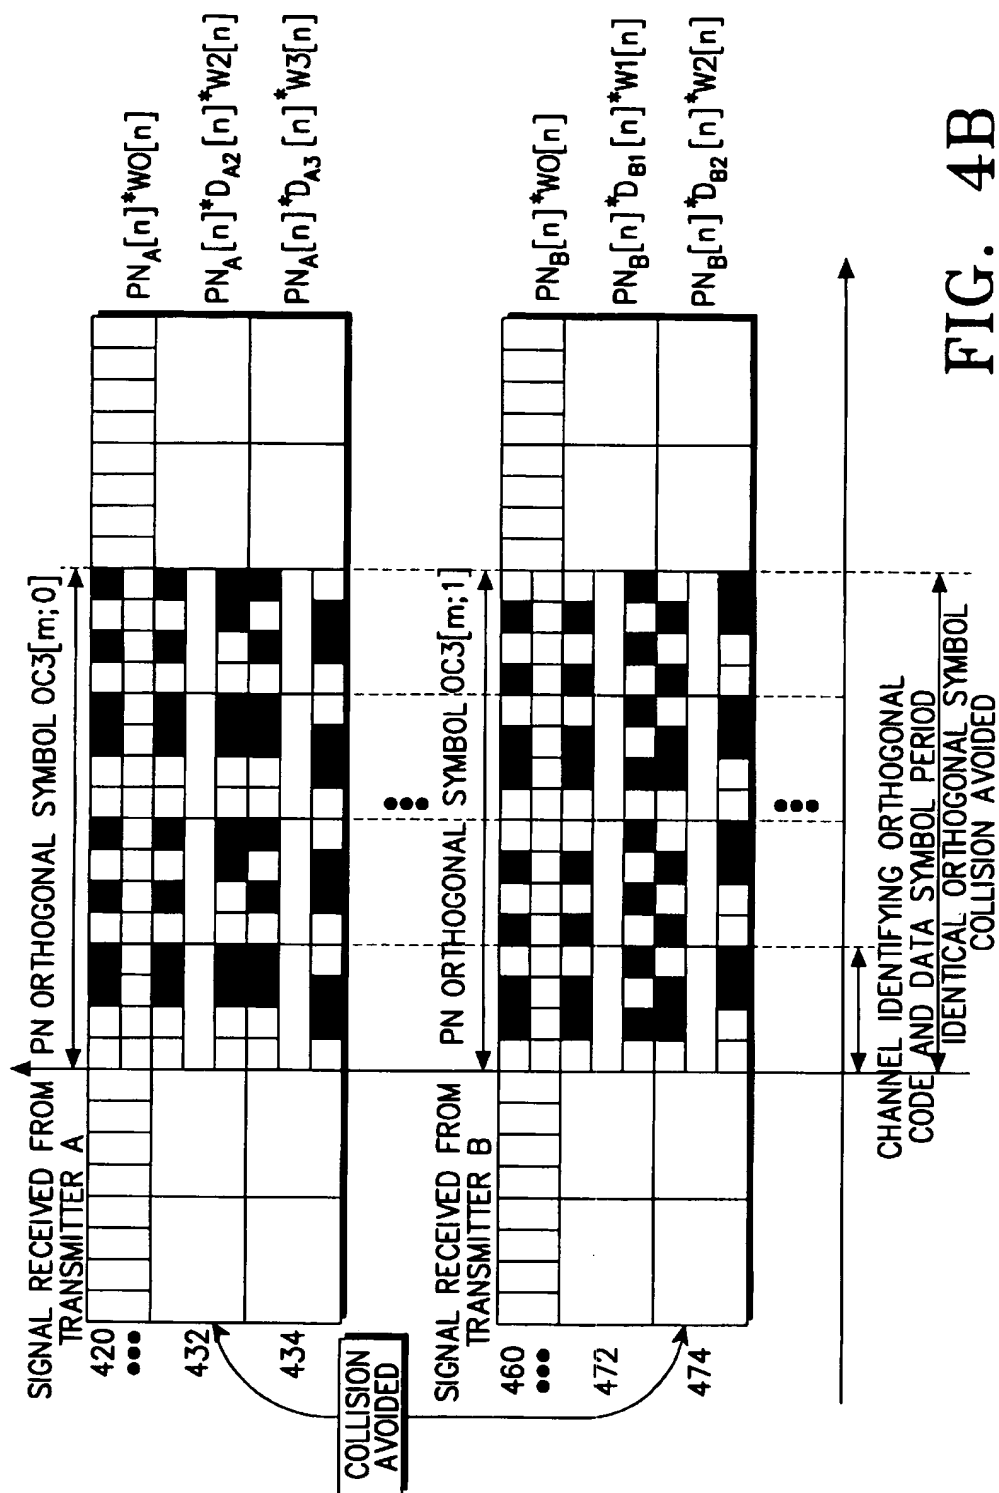 SIGNAL RECEIVED FROM
TRANSMITTER A
PN ORTHOGONAL SYMBOL OC3[m;0]
420
432
434
PN_A[n]*W0[n]
PN_A[n]*D_A2[n]*W2[n]
PN_A[n]*D_A3[n]*W3[n]
COLLISION
AVOIDED
SIGNAL RECEIVED FROM
TRANSMITTER B
PN ORTHOGONAL SYMBOL OC3[m;1]
460
472
474
PN_B[n]*W0[n]
PN_B[n]*D_B1[n]*W1[n]
PN_B[n]*D_B2[n]*W2[n]
CHANNEL IDENTIFYING ORTHOGONAL
CODE AND DATA SYMBOL PERIOD
IDENTICAL ORTHOGONAL SYMBOL
COLLISION AVOIDED
FIG. 4B